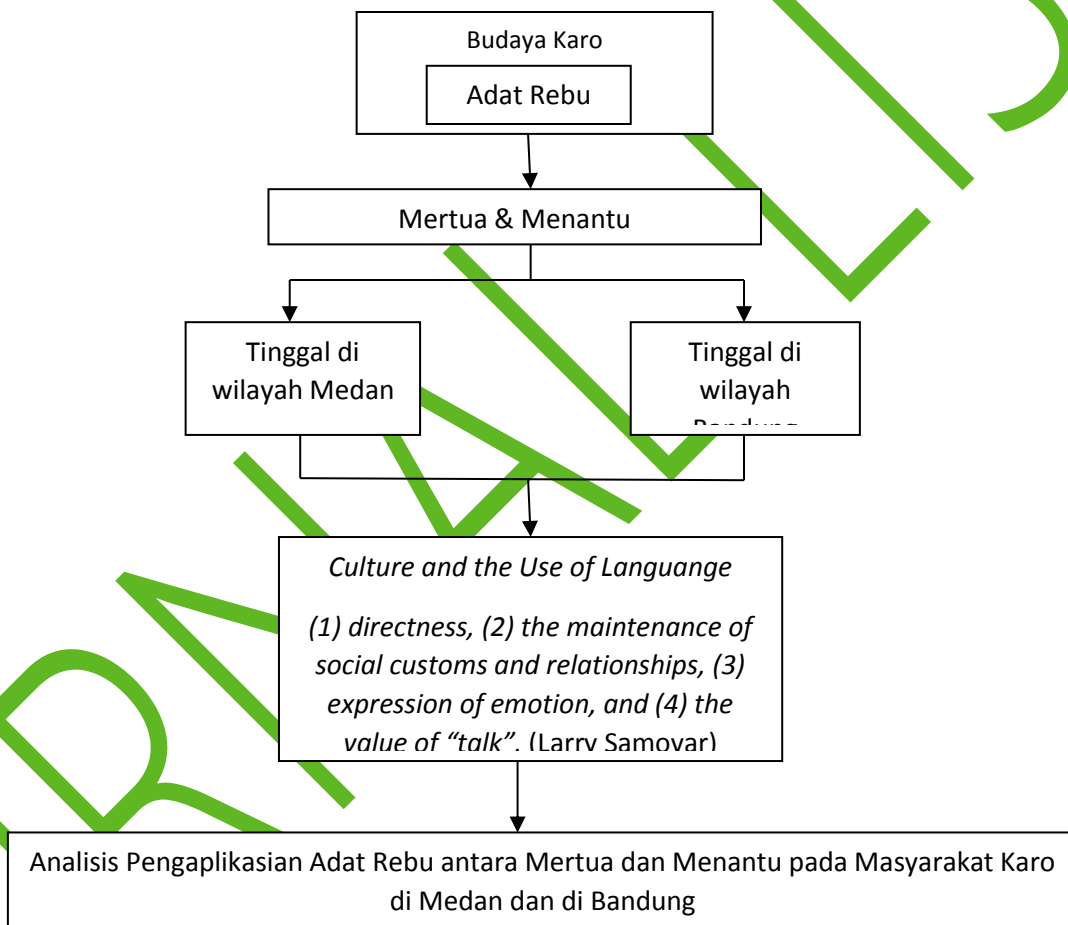 Budaya Karo
Adat Rebu
Mertua & Menantu
Tinggal di
wilayah Medan
Tinggal di
wilayah
Bandung
Culture and the Use of Languange
(1) directness, (2) the maintenance of
social customs and relationships, (3)
expression of emotion, and (4) the
value of “talk”. (Larry Samovar)
Analisis Pengaplikasian Adat Rebu antara Mertua dan Menantu pada Masyarakat Karo
di Medan dan di Bandung